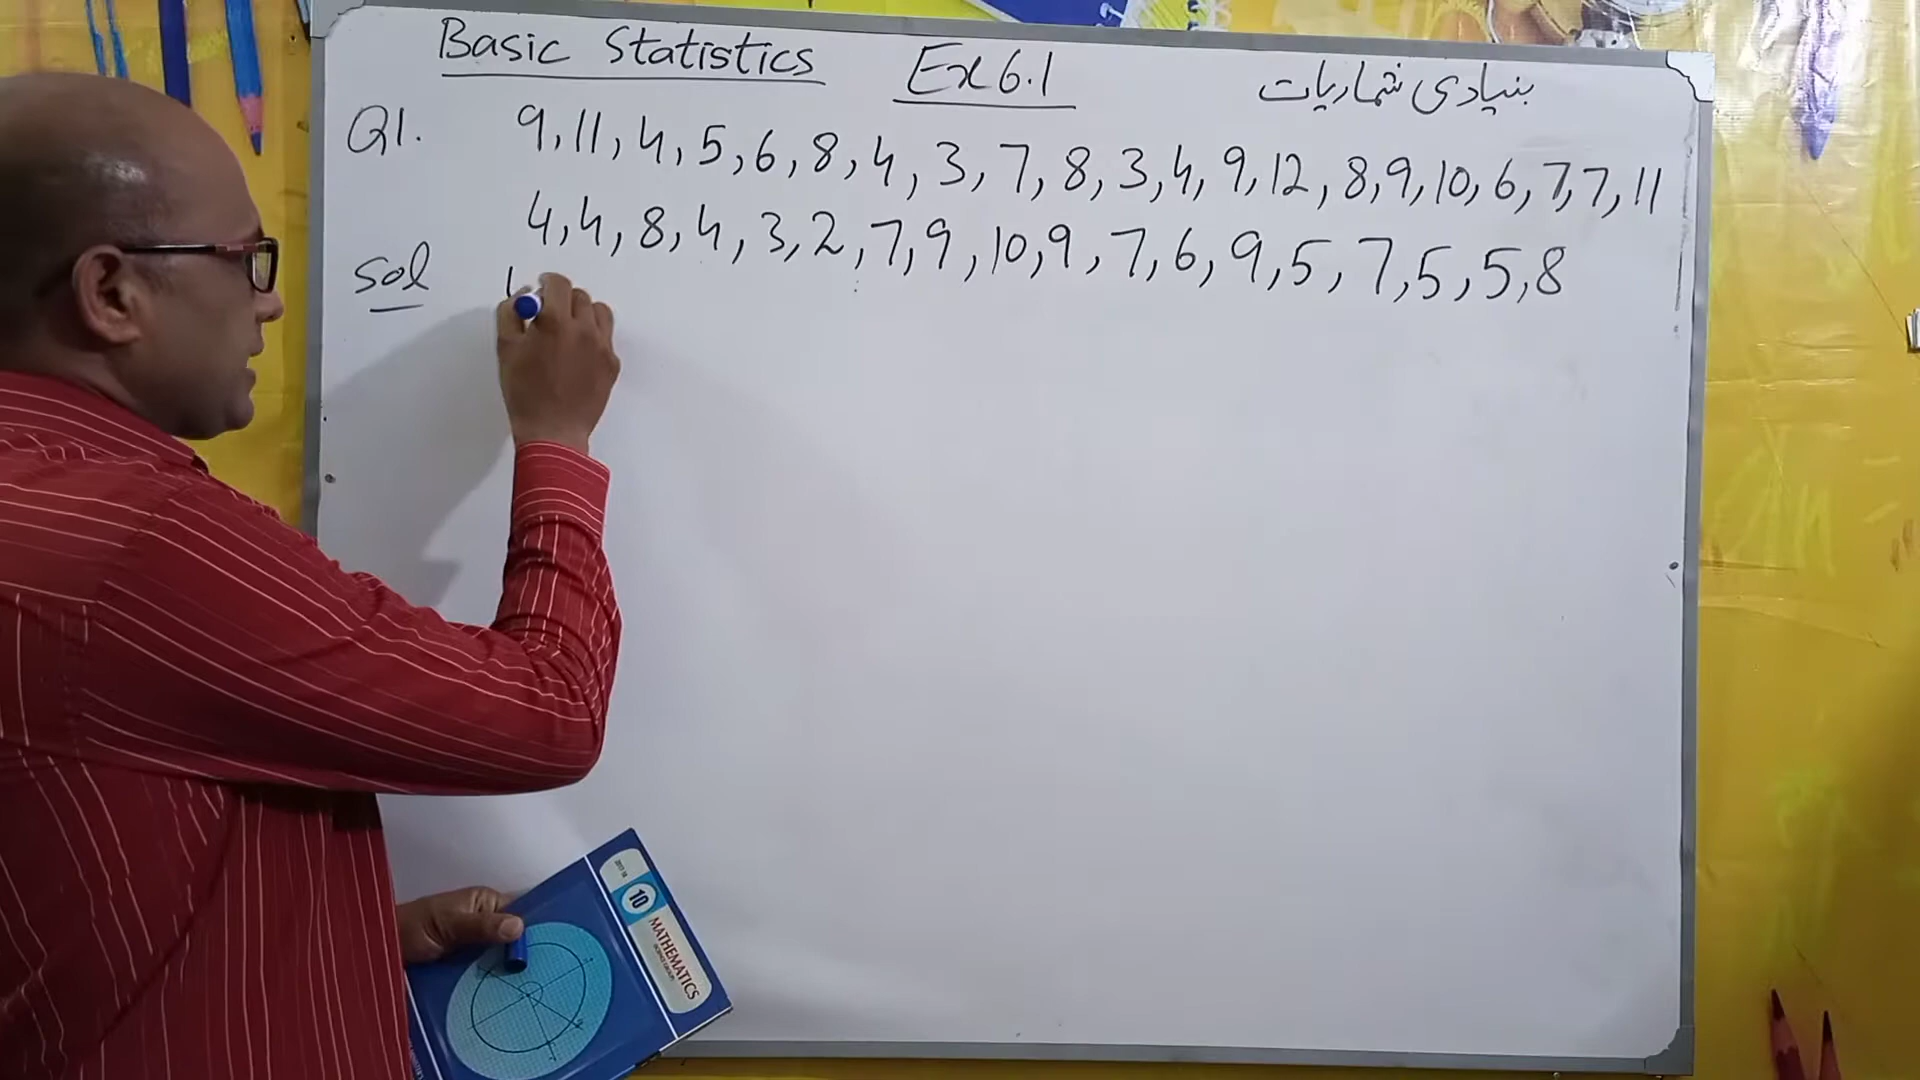 Basic Statistics Ex 6.1 بنیادی شماریات
Q1. 9,11,4,5,6,8,4,3,7,8,3,4,9,12,8,9,10,6,7,7,11
4,4,8,4,3,2,7,9,10,9,7,6,9,5,7,5,5,8
Sol
10
MATHEMATICS